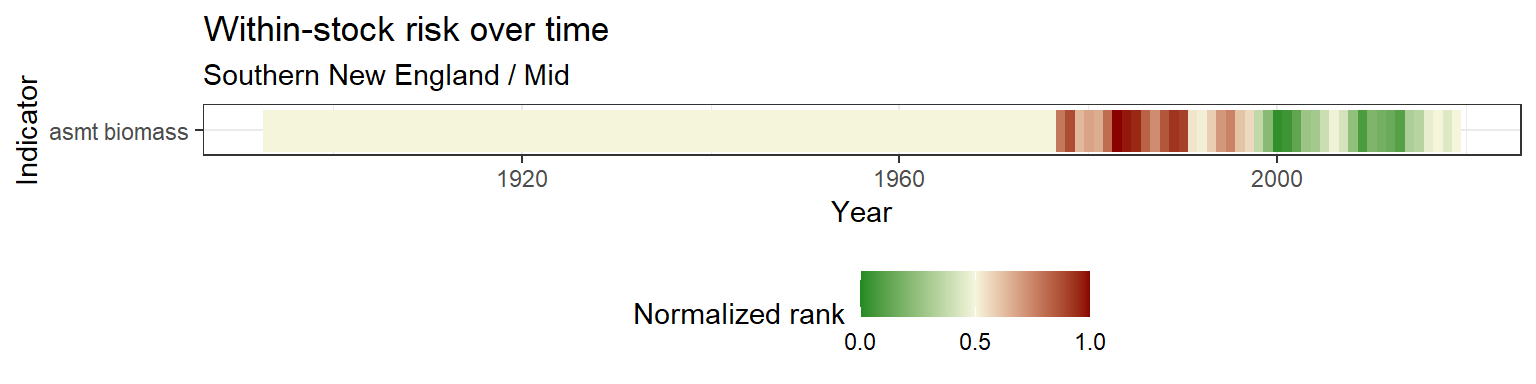 Within-stock risk over time
Southern New England / Mid
Indicator
asmt biomass
1920 1960 2000
Year
Normalized rank
0.0 0.5 1.0